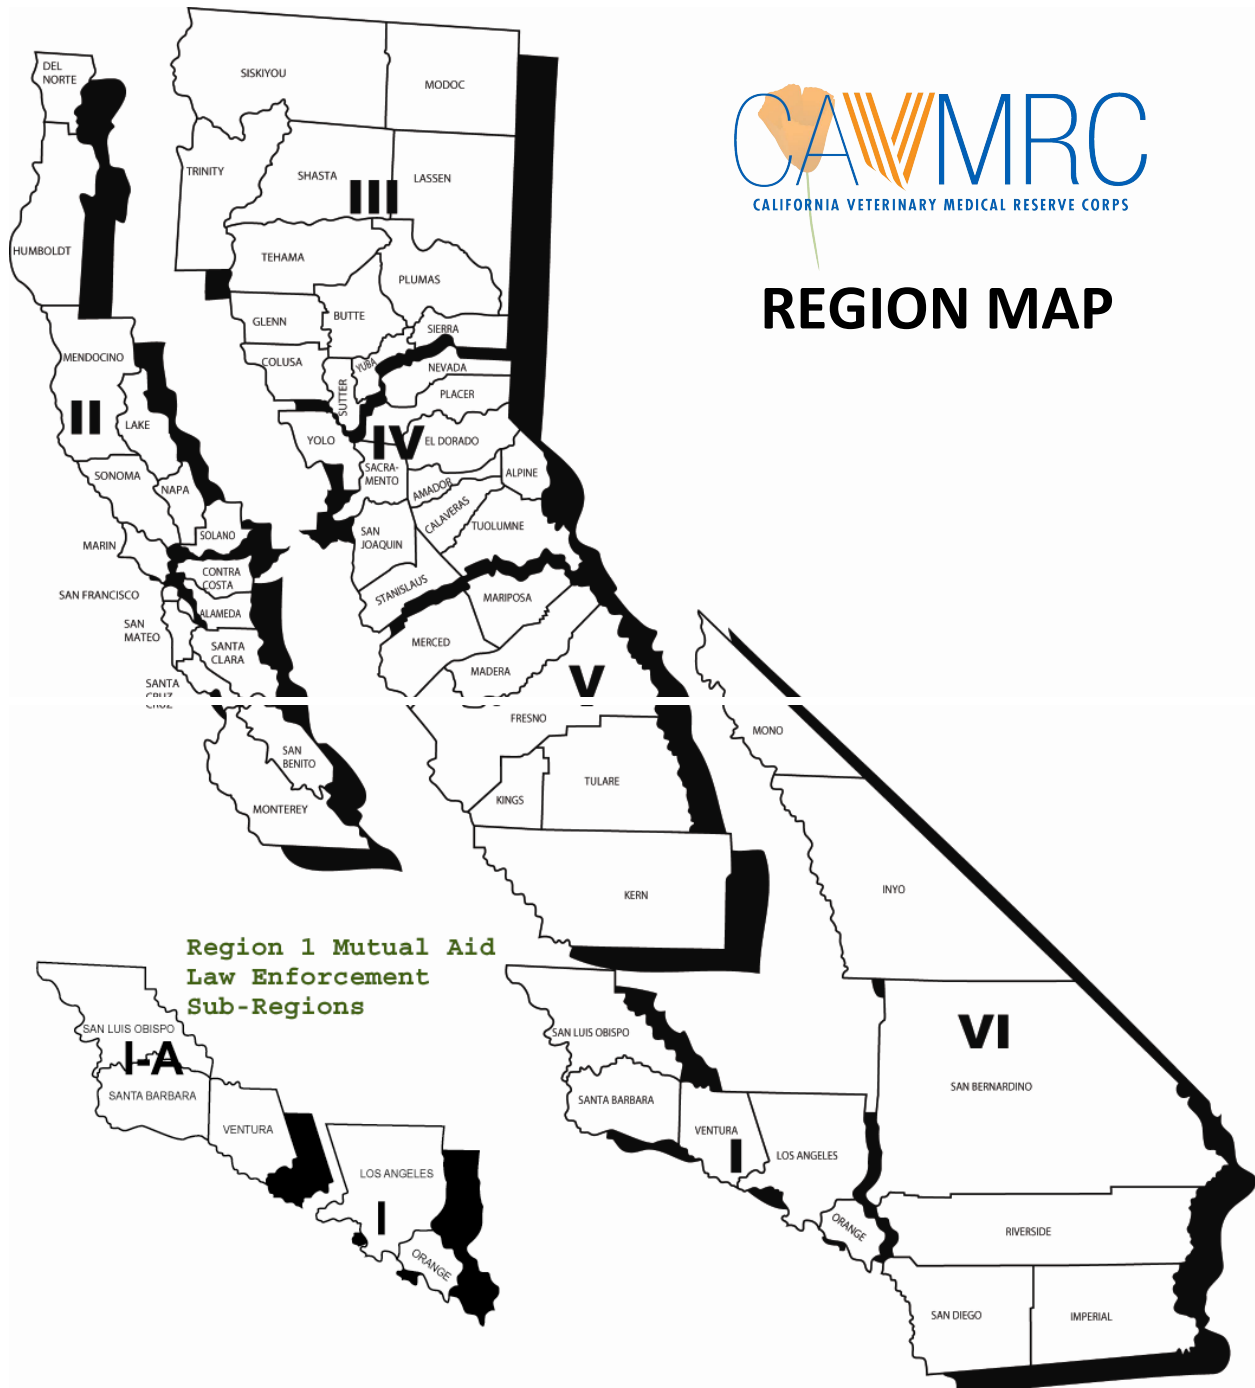 CAVMRC
CALIFORNIA VETERINARY MEDICAL RESERVE CORPS
REGION MAP
DEL
NORTE
SISKIYOU
MODOC
TRINITY
SHASTA
LASSEN
III
HUMBOLDT
TEHAMA
PLUMAS
GLENN
BUTTE
SIERRA
MENDOCINO
COLUSA
YUBA
NEVADA
SUTTER
PLACER
II
LAKE
YOLO
IV
EL DORADO
SONOMA
NAPA
SACRA-
MENTO
AMADOR
ALPINE
CALAVERAS
TUOLUMNE
MARIN
SOLANO
SAN
JOAQUIN
CONTRA
COSTA
STANISLAUS
SAN FRANCISCO
ALAMEDA
MARIPOSA
SAN
MATEO
SANTA
CLARA
MERCED
MADERA
V
SANTA
CRUZ
CRUZ
FRESNO
MONO
SAN
BENITO
KINGS
TULARE
MONTEREY
KERN
INYO
Region 1 Mutual Aid
Law Enforcement
Sub-Regions
SAN LUIS OBISPO
I-A
SANTA BARBARA
VENTURA
LOS ANGELES
I
ORANGE
SAN LUIS OBISPO
SANTA BARBARA
VENTURA
I
LOS ANGELES
ORANGE
VI
SAN BERNARDINO
RIVERSIDE
SAN DIEGO
IMPERIAL